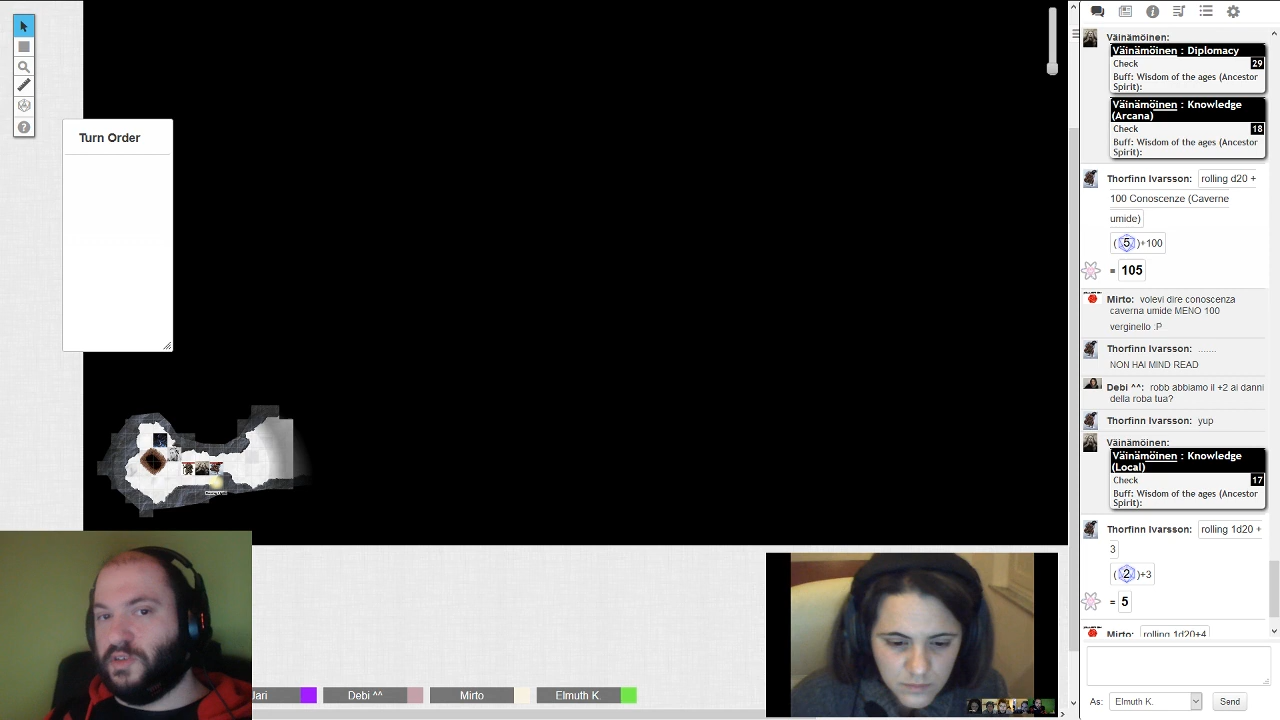 Turn Order
Jari
Debi ^^
Mirto
Elmuth K.
Väinämöinen:
Väinämöinen : Diplomacy
Check 29
Buff: Wisdom of the ages (Ancestor
Spirit):
Väinämöinen : Knowledge
(Arcana)
Check 18
Buff: Wisdom of the ages (Ancestor
Spirit):
Thorfinn Ivarsson: rolling d20 +
100 Conoscenze (Caverne
umide)
(5)+100
= 105
Mirto: volevi dire conoscenza
caverna umide MENO 100
verginello :P
Thorfinn Ivarsson: .......
NON HAI MIND READ
Debi ^^: robb abbiamo il +2 ai danni
della roba tua?
Thorfinn Ivarsson: yup
Väinämöinen:
Väinämöinen : Knowledge
(Local)
Check 17
Buff: Wisdom of the ages (Ancestor
Spirit):
Thorfinn Ivarsson: rolling 1d20 +
3
(2)+3
= 5
Mirto: rolling 1d20+4
As: Elmuth K. Send